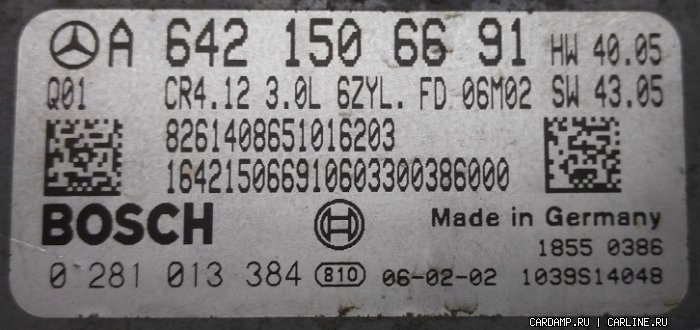 A 642 150 66 91 HW 40.05
Q01 CR4.12 3.0L 6ZYL. FD 06M02 SW 43.05
8261408651016203
164215066910603300386000
BOSCH Made in Germany
1855 0386
0 281 013 384 810 06-02-02 1039S14048
CARDAMP.RU | CARLINE.RU